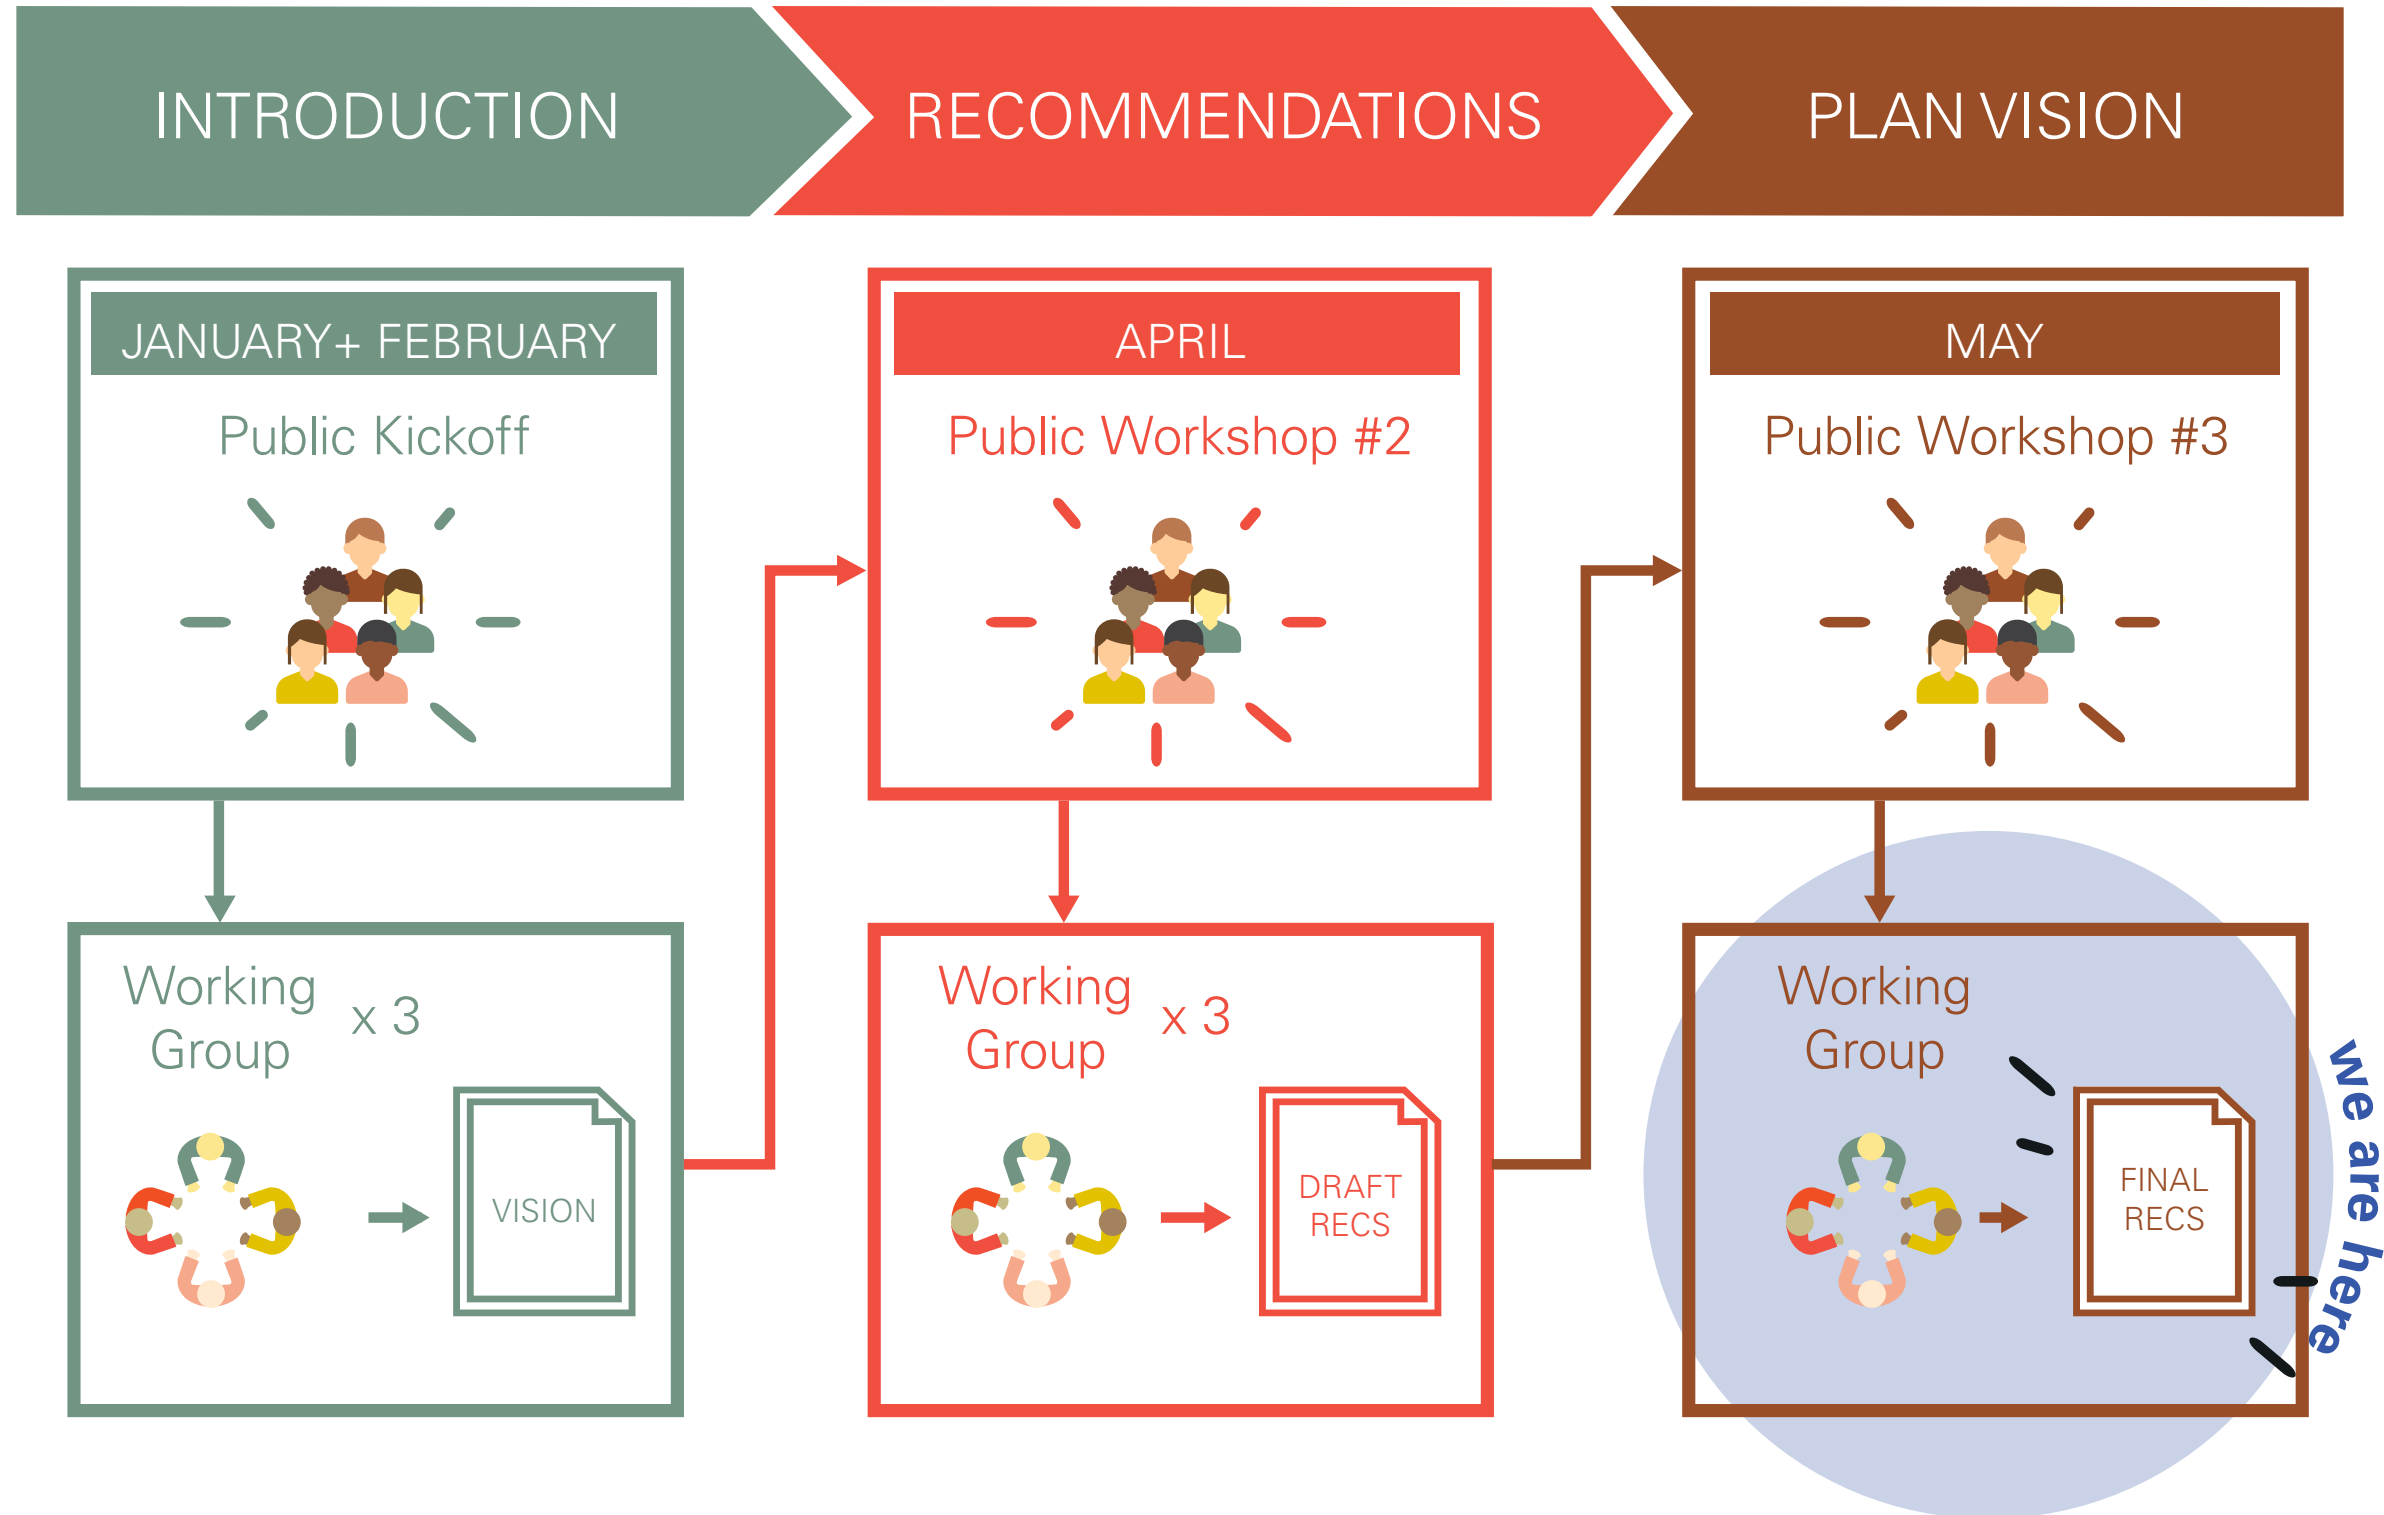 INTRODUCTION
RECOMMENDATIONS
PLAN VISION
JANUARY + FEBRUARY
Public Kickoff
APRIL
Public Workshop #2
MAY
Public Workshop #3
Working
Group
x 3
VISION
Working
Group
x 3
DRAFT
RECS
Working
Group
FINAL
RECS
we are here